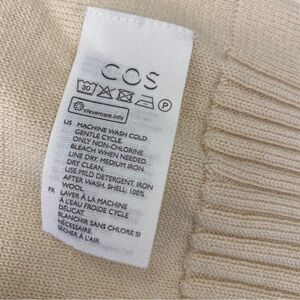 COS
30 P
clevercare.info
US MACHINE WASH COLD
GENTLE CYCLE.
ONLY NON-CHLORINE
BLEACH WHEN NEEDED.
LINE DRY. MEDIUM IRON.
DRY CLEAN.
USE MILD DETERGENT. IRON
AFTER WASH. SHELL: 100%
WOOL
FR LAVER À LA MACHINE
À L'EAU FROIDE CYCLE
DÉLICAT.
BLANCHIR SANS CHLORE SI
NÉCESSAIRE.
SÉCHER À L'AIR.